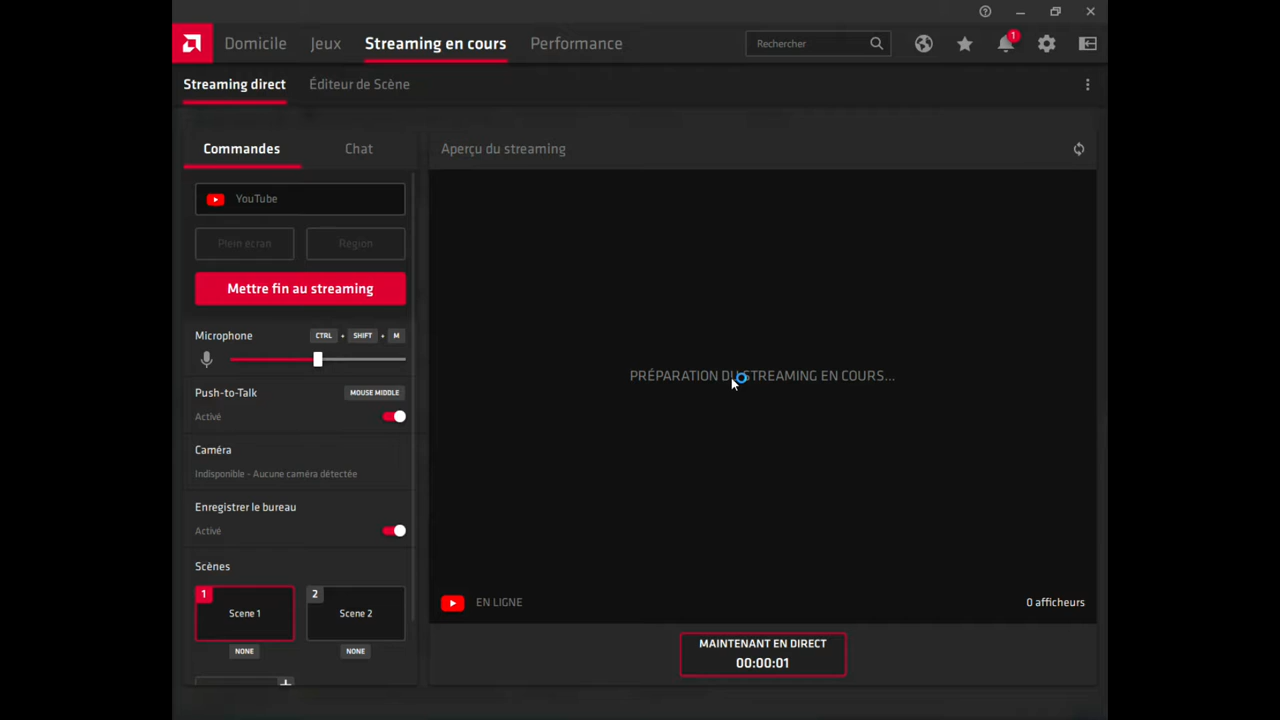 Domicile
Jeux
Streaming en cours
Performance
Rechercher
1
Streaming direct
Éditeur de Scène
Commandes
Chat
Aperçu du streaming
YouTube
Plein écran
Région
Mettre fin au streaming
Microphone
CTRL + SHIFT + M
Push-to-Talk
MOUSE MIDDLE
Activé
Caméra
Indisponible - Aucune caméra détectée
Enregistrer le bureau
Activé
Scènes
1
Scene 1
NONE
2
Scene 2
NONE
PRÉPARATION DU STREAMING EN COURS...
EN LIGNE
0 afficheurs
MAINTENANT EN DIRECT
00:00:01